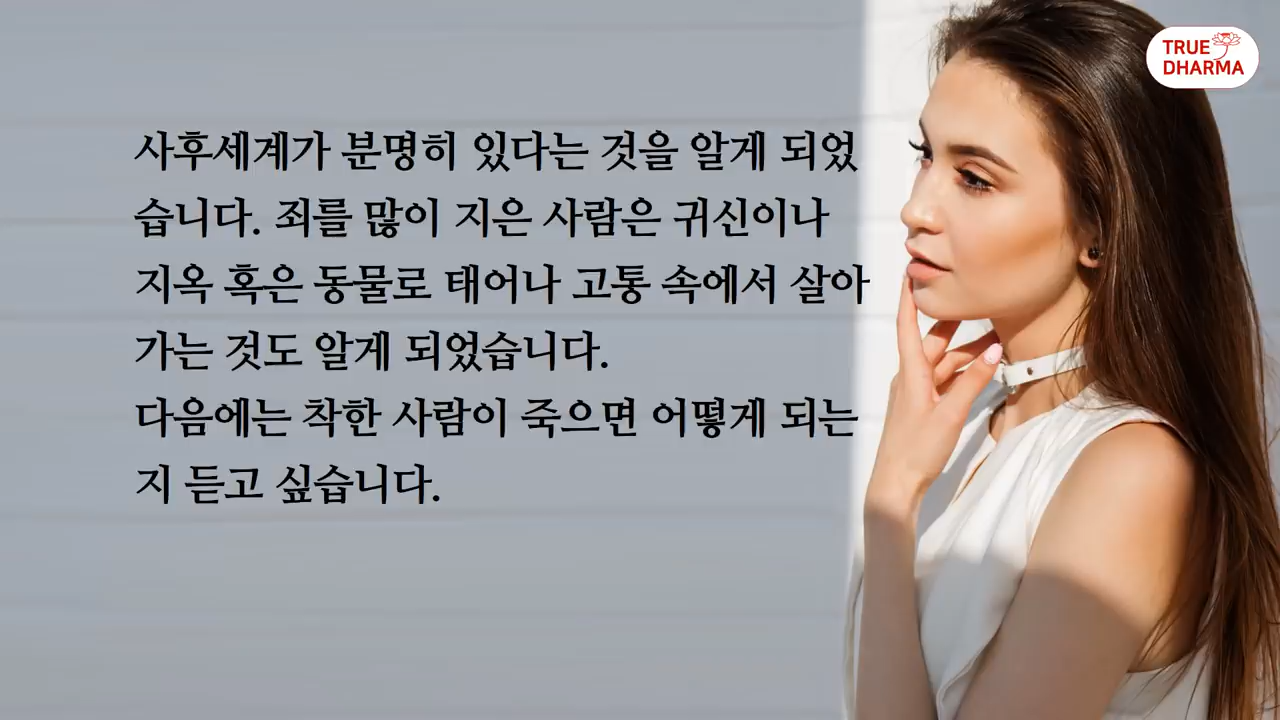 TRUE
DHARMA
사후세계가 분명히 있다는 것을 알게 되었
습니다. 죄를 많이 지은 사람은 귀신이나
지옥 혹은 동물로 태어나 고통 속에서 살아
가는 것도 알게 되었습니다.
다음에는 착한 사람이 죽으면 어떻게 되는
지 듣고 싶습니다.